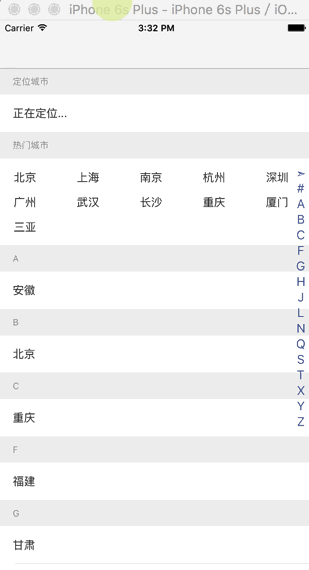 iPhone 6s Plus - iPhone 6s Plus / iO...
Carrier 3:32 PM
定位城市
正在定位...
热门城市
北京 上海 南京 杭州 深圳
广州 武汉 长沙 重庆 厦门
三亚
A
安徽
B
北京
C
重庆
F
福建
G
甘肃
#
A
B
C
F
G
H
J
L
N
Q
S
T
X
Y
Z